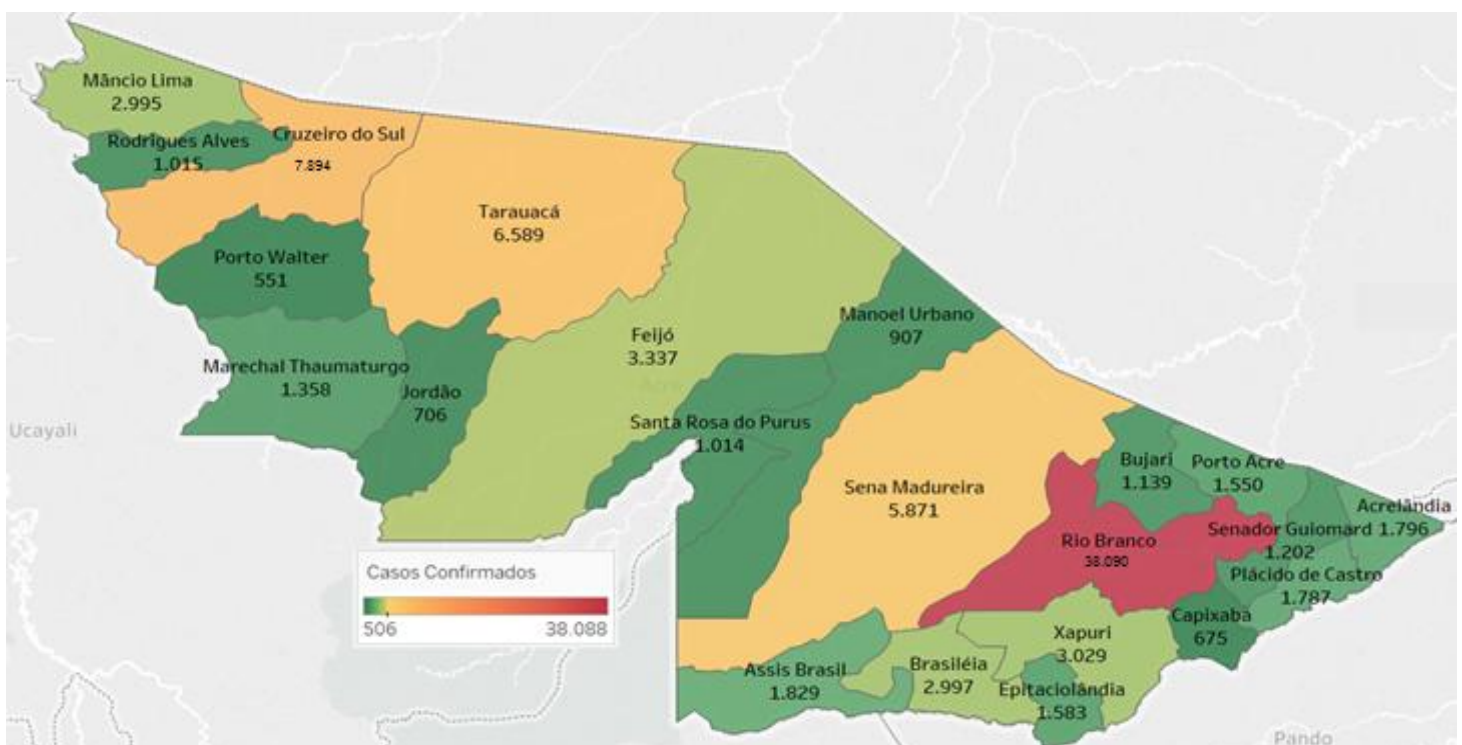 Mâncio Lima
2.995
Rodrigues Alves
1.015
Cruzeiro do Sul
7.894
Tarauacá
6.589
Porto Walter
551
Marechal Thaumaturgo
1.358
Jordão
706
Feijó
3.337
Manoel Urbano
907
Santa Rosa do Purus
1.014
Sena Madureira
5.871
Bujari
1.139
Porto Acre
1.550
Acrelândia
1.796
Senador Guiomard
1.202
Rio Branco
38.090
Plácido de Castro
1.787
Capixaba
675
Xapuri
3.029
Brasiléia
2.997
Epitaciolândia
1.583
Assis Brasil
1.829
Ucayali
Acre
Pando
Casos Confirmados
506 38.088